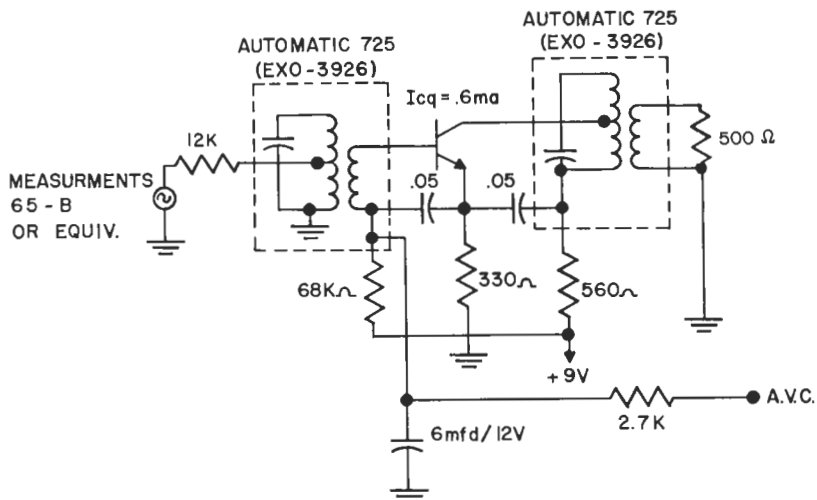 AUTOMATIC 725
(EXO-3926)
AUTOMATIC 725
(EXO-3926)
Icq = .6ma
12K
500 Ω
MEASURMENTS
65-B
OR EQUIV.
.05
.05
68KΩ
330Ω
560Ω
+9V
A.V.C.
2.7K
6mfd/12V